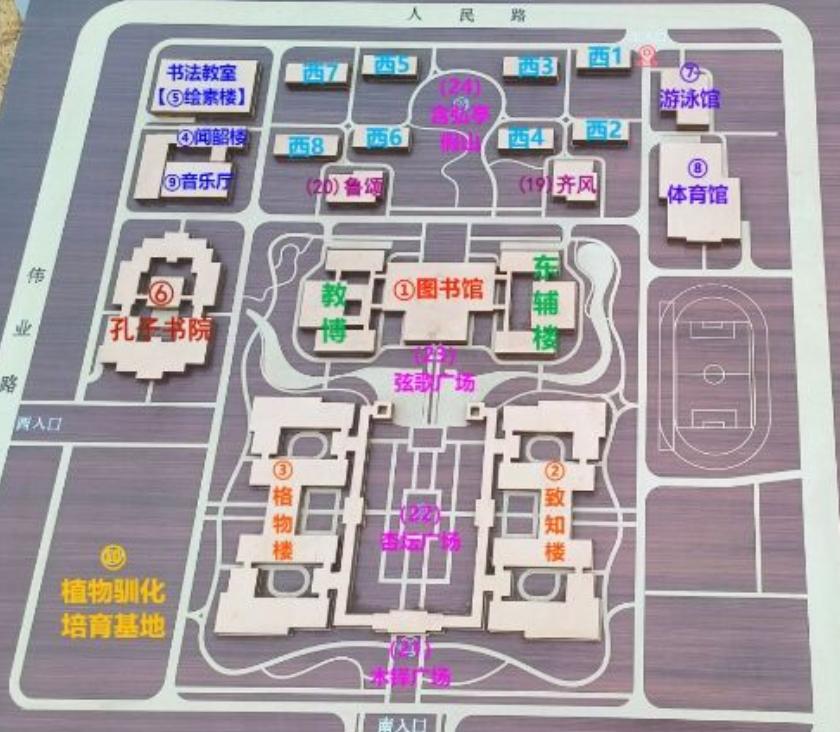 人民路
书法教室
【⑤绘素楼】
西7
西5
(24)
含弘亭
假山
西3
西1
⑦
游泳馆
④闻韶楼
⑨音乐厅
西8
西6
西4
西2
(20)鲁颂
(19)齐风
⑧
体育馆
伟业路
⑥
孔子书院
教博
①图书馆
东辅楼
(23)
弦歌广场
西入口
③
格物楼
(22)
杏坛广场
②
致知楼
⑩
植物驯化
培育基地
(21)
木铎广场
南入口